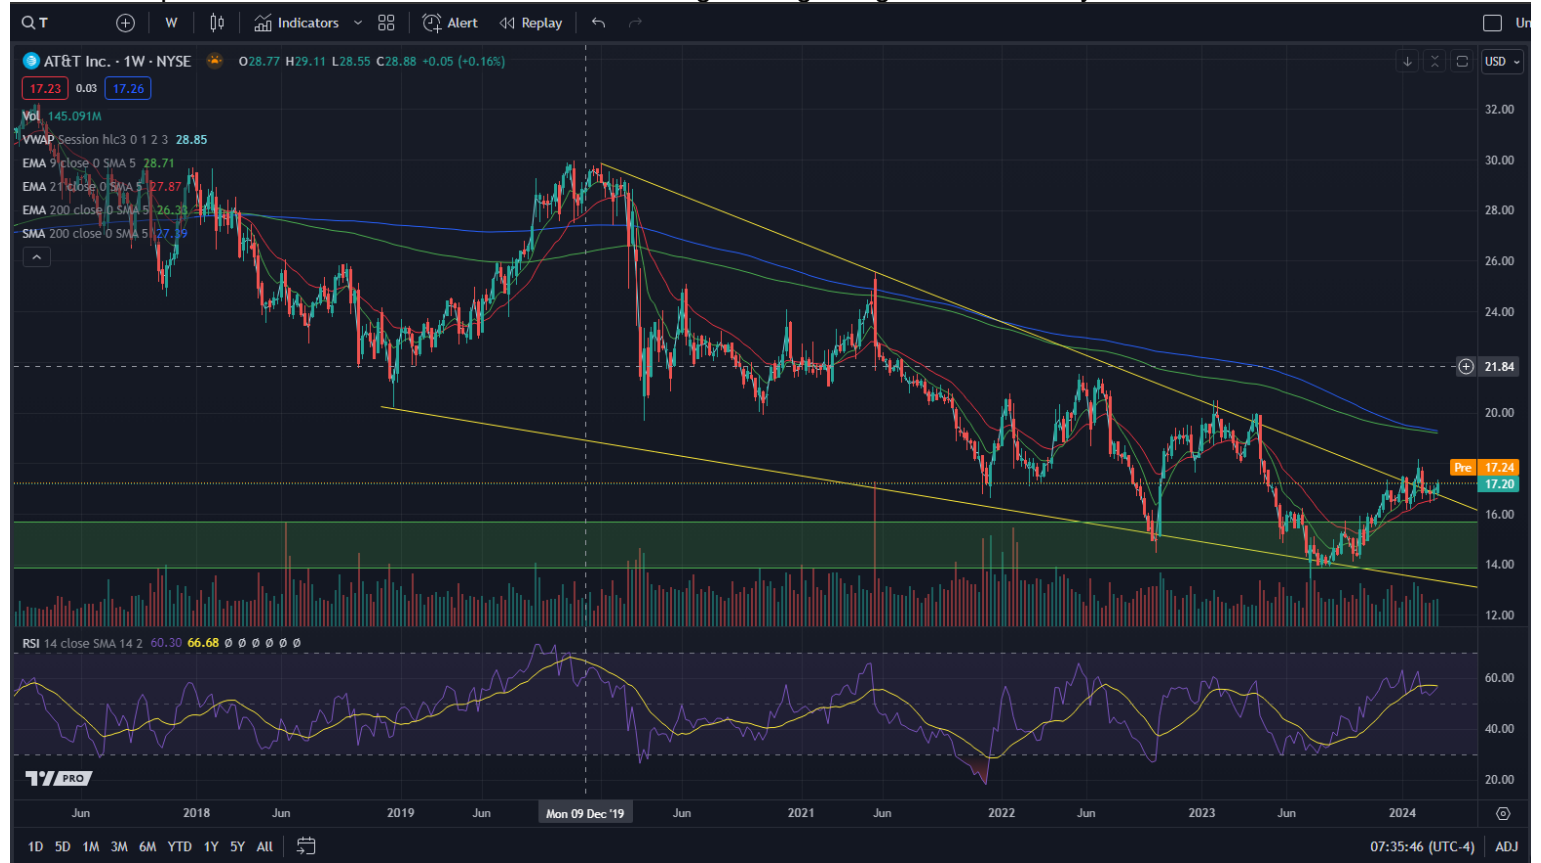 T W Indicators Alert Replay Un
AT&T Inc. · 1W · NYSE O28.77 H29.11 L28.55 C28.88 +0.05 (+0.16%) USD
17.23 0.03 17.26
Vol 145.091M
VWAP Session hlc3 0 1 2 3 28.85
EMA 9 close 0 SMA 5 28.71
EMA 21 close 0 SMA 5 27.87
EMA 200 close 0 SMA 5 26.33
SMA 200 close 0 SMA 5 27.39
32.00
30.00
28.00
26.00
24.00
21.84
20.00
Pre 17.24
17.20
16.00
14.00
12.00
RSI 14 close SMA 14 2 60.30 66.68 ø ø ø ø ø ø
60.00
40.00
20.00
PRO
Jun 2018 Jun 2019 Jun Mon 09 Dec '19 Jun 2021 Jun 2022 Jun 2023 Jun 2024
1D 5D 1M 3M 6M YTD 1Y 5Y All 07:35:46 (UTC-4) ADJ